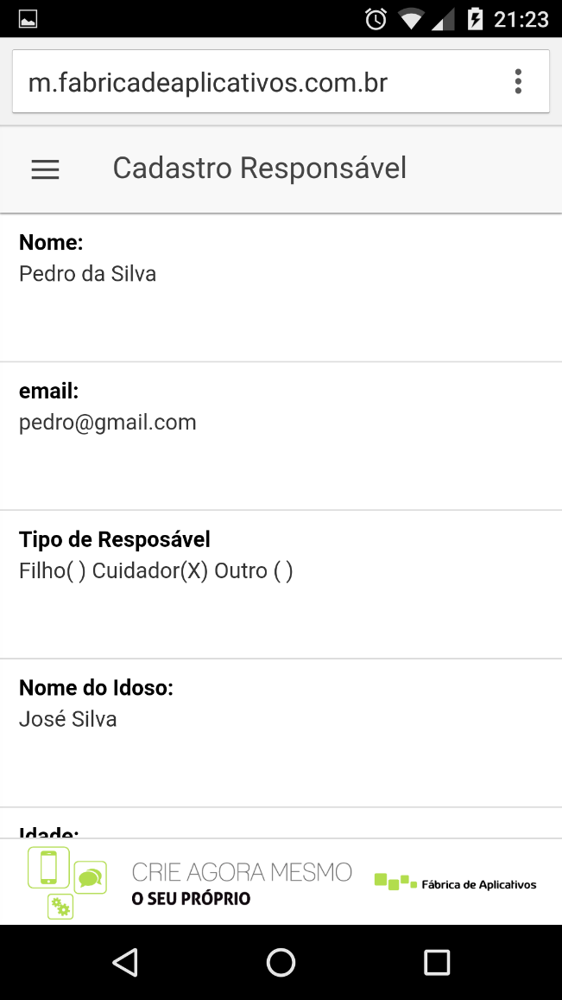 21:23
m.fabricadeaplicativos.com.br
Cadastro Responsável
Nome:
Pedro da Silva
email:
pedro@gmail.com
Tipo de Resposável
Filho( ) Cuidador(X) Outro ( )
Nome do Idoso:
José Silva
Idade:
CRIE AGORA MESMO
O SEU PRÓPRIO
Fábrica de Aplicativos